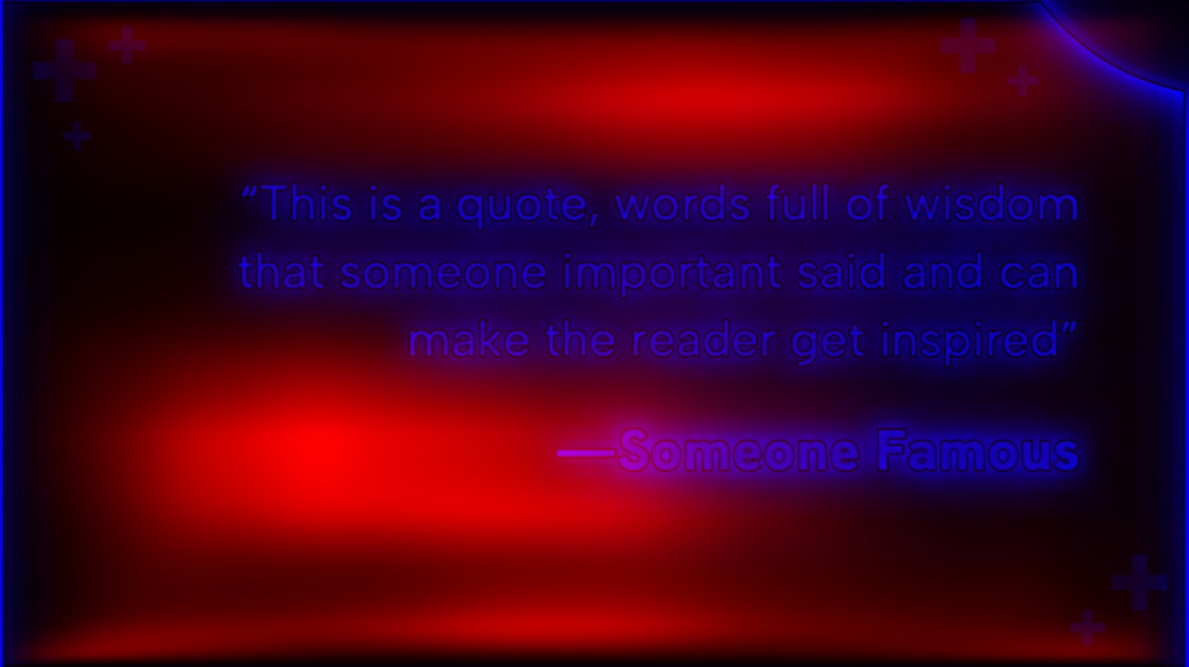 “This is a quote, words full of wisdom
that someone important said and can
make the reader get inspired”
—Someone Famous